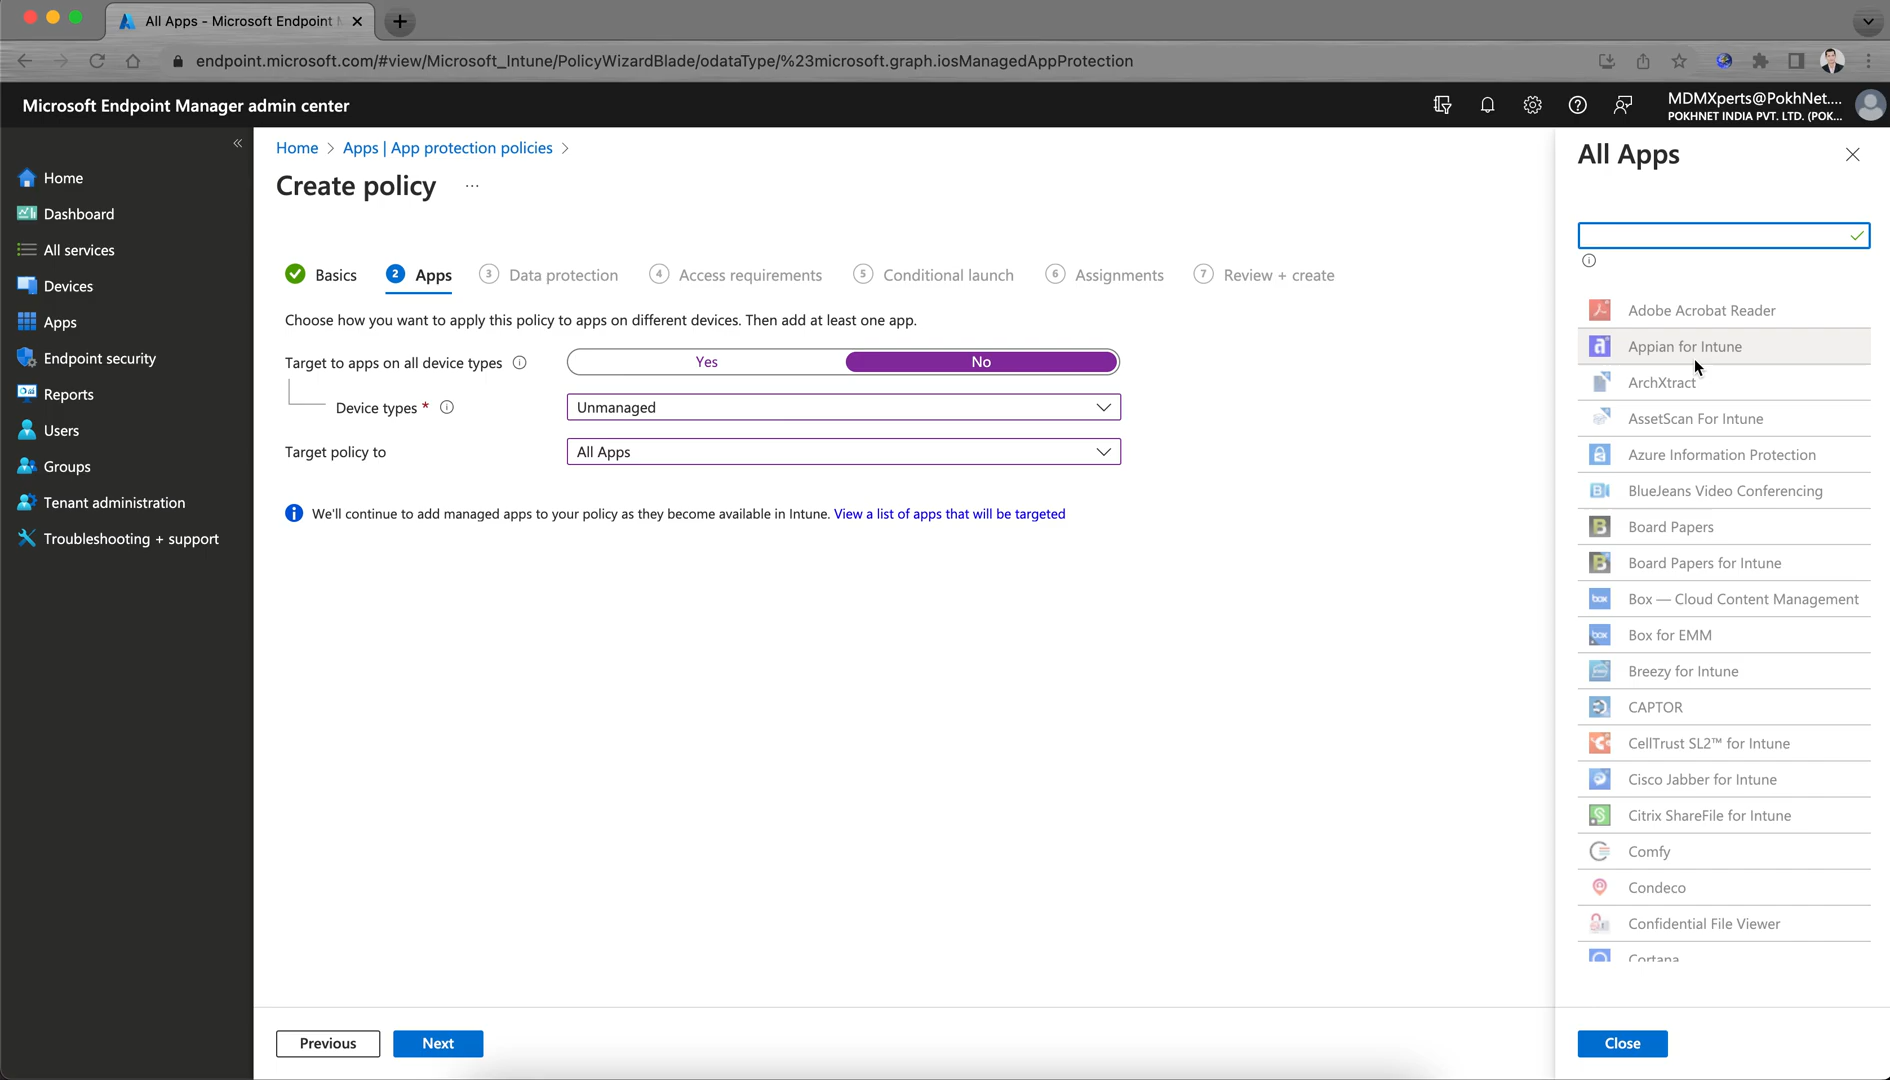 All Apps - Microsoft Endpoint
endpoint.microsoft.com/#view/Microsoft_Intune/PolicyWizardBlade/odataType/%23microsoft.graph.iosManagedAppProtection
Microsoft Endpoint Manager admin center
MDMXperts@PokhNet....
POKHNET INDIA PVT. LTD. (POK...
Home
Dashboard
All services
Devices
Apps
Endpoint security
Reports
Users
Groups
Tenant administration
Troubleshooting + support
Home > Apps | App protection policies >
Create policy ...
Basics
2 Apps
3 Data protection
4 Access requirements
5 Conditional launch
6 Assignments
7 Review + create
Choose how you want to apply this policy to apps on different devices. Then add at least one app.
Target to apps on all device types
Yes
No
Device types *
Unmanaged
Target policy to
All Apps
We'll continue to add managed apps to your policy as they become available in Intune. View a list of apps that will be targeted
Previous
Next
All Apps
Adobe Acrobat Reader
Appian for Intune
ArchXtract
AssetScan For Intune
Azure Information Protection
BlueJeans Video Conferencing
Board Papers
Board Papers for Intune
box
Box — Cloud Content Management
box
Box for EMM
Breezy for Intune
CAPTOR
CellTrust SL2™ for Intune
Cisco Jabber for Intune
Citrix ShareFile for Intune
Comfy
Condeco
Confidential File Viewer
Cortana
Close